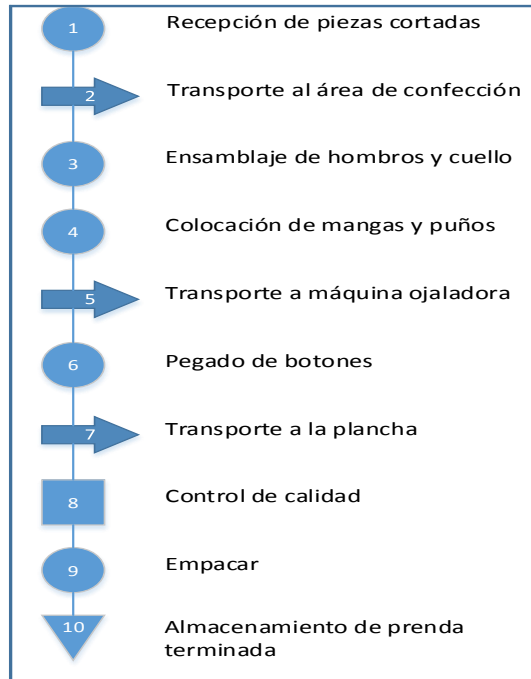 1 Recepción de piezas cortadas
2 Transporte al área de confección
3 Ensamblaje de hombros y cuello
4 Colocación de mangas y puños
5 Transporte a máquina ojaladora
6 Pegado de botones
7 Transporte a la plancha
8 Control de calidad
9 Empacar
10 Almacenamiento de prenda
terminada